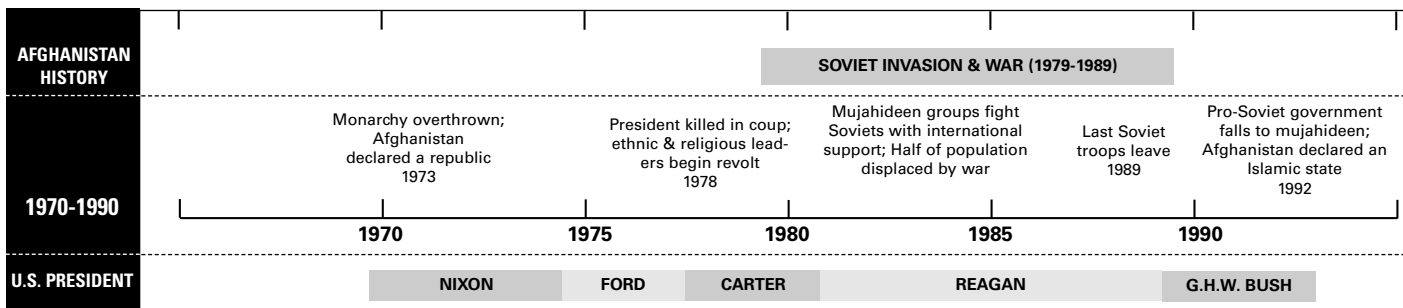 AFGHANISTAN
HISTORY
SOVIET INVASION & WAR (1979-1989)
1970-1990
Monarchy overthrown;
Afghanistan
declared a republic
1973
President killed in coup;
ethnic & religious lead-
ers begin revolt
1978
Mujahideen groups fight
Soviets with international
support; Half of population
displaced by war
Last Soviet
troops leave
1989
Pro-Soviet government
falls to mujahideen;
Afghanistan declared an
Islamic state
1992
1970
1975
1980
1985
1990
U.S. PRESIDENT
NIXON
FORD
CARTER
REAGAN
G.H.W. BUSH